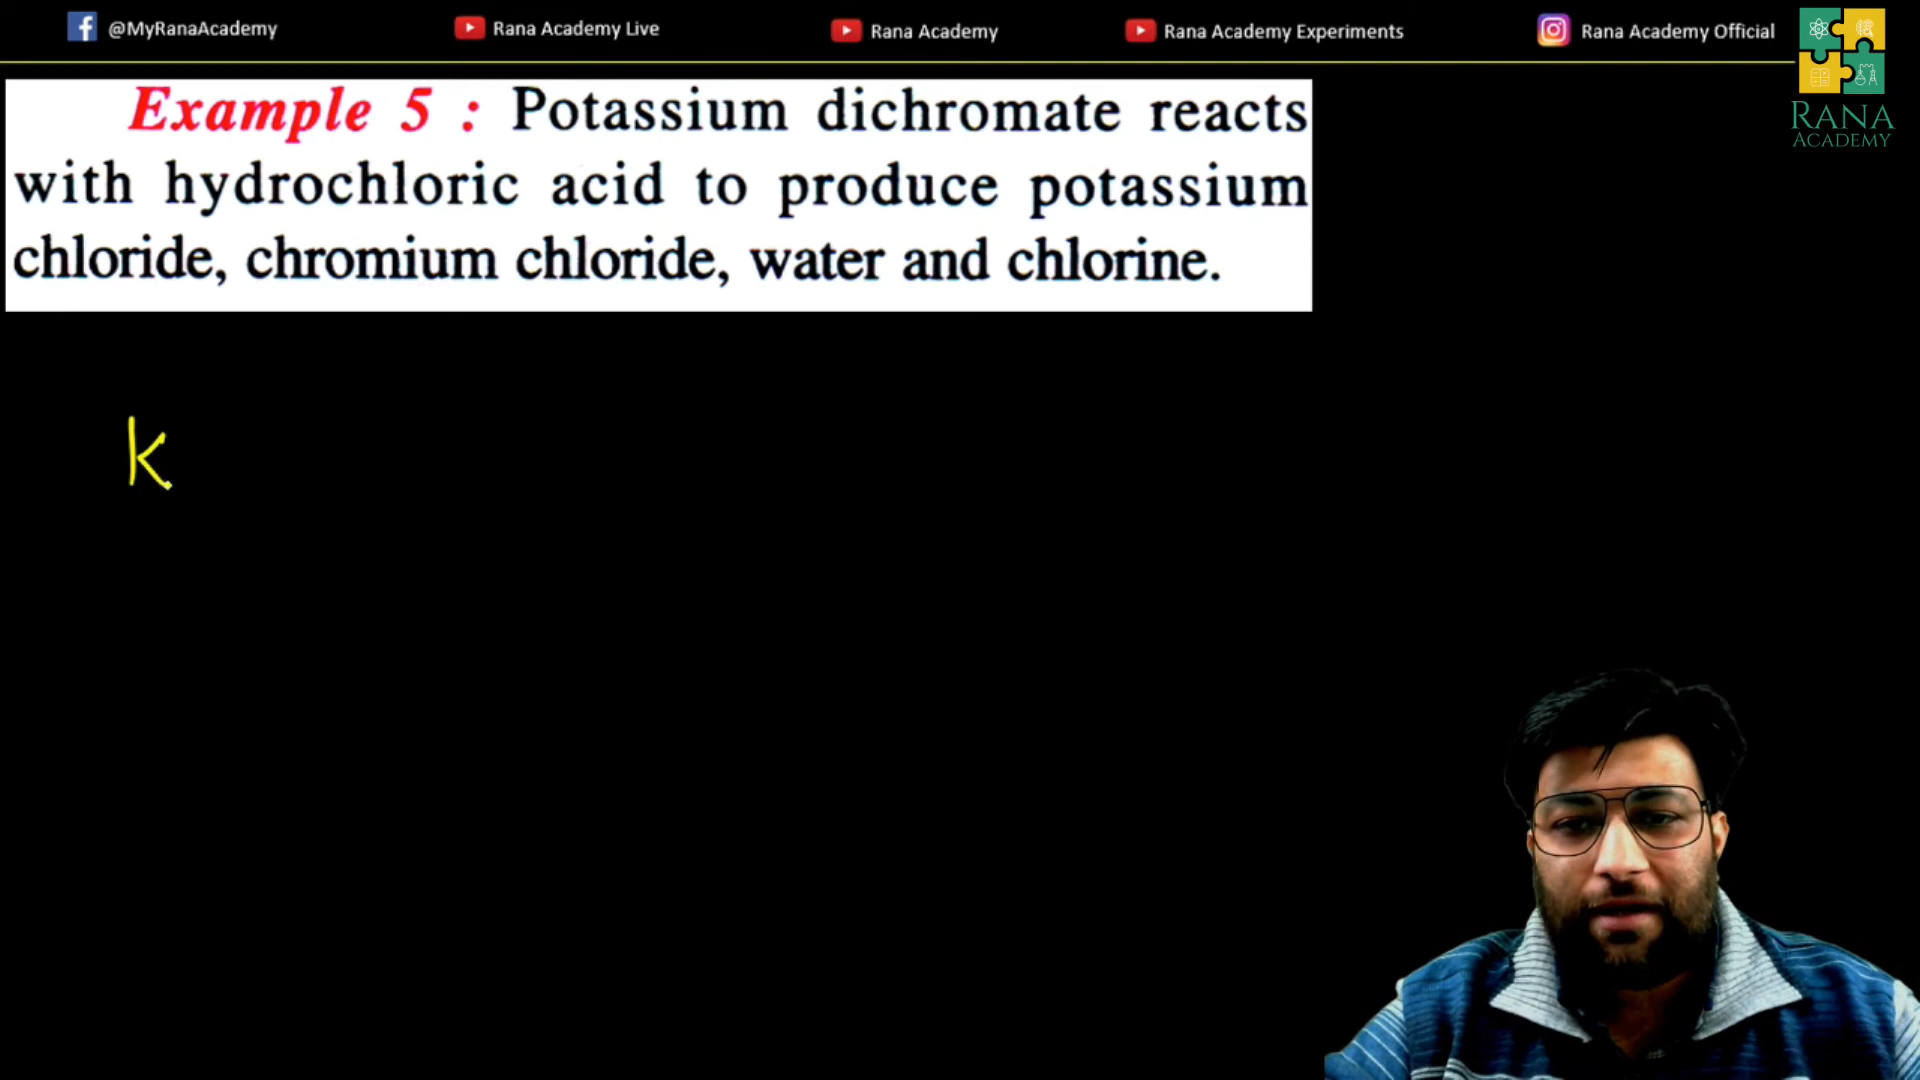 @MyRanaAcademy Rana Academy Live Rana Academy Rana Academy Experiments Rana Academy Official
RANA
ACADEMY
Example 5 : Potassium dichromate reacts
with hydrochloric acid to produce potassium
chloride, chromium chloride, water and chlorine.
K